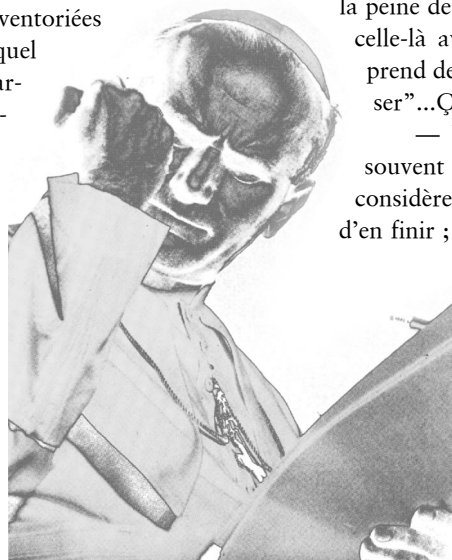 ventoriées
quel
ar-
-
la peine de
celle-là av
prend de
ser”...Ç
—
souvent
considère
d’en finir ;